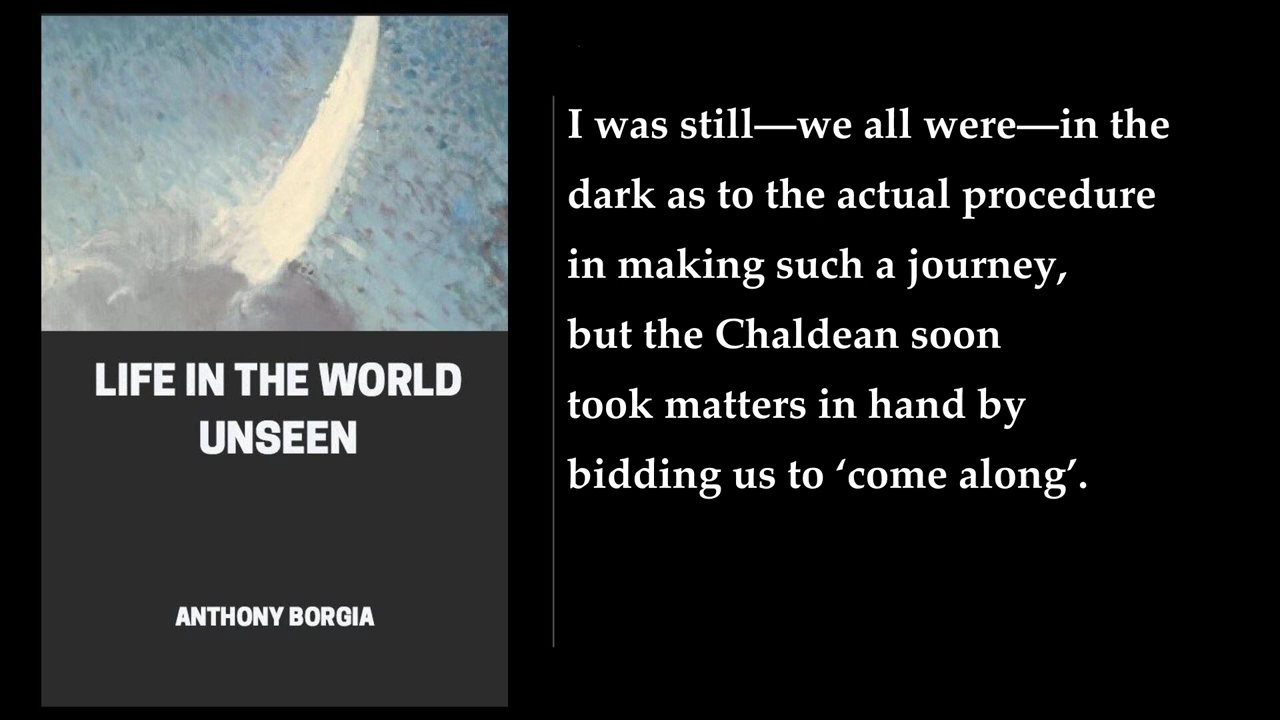 LIFE IN THE WORLD
UNSEEN
ANTHONY BORGIA
I was still—we all were—in the
dark as to the actual procedure
in making such a journey,
but the Chaldean soon
took matters in hand by
bidding us to ‘come along’.